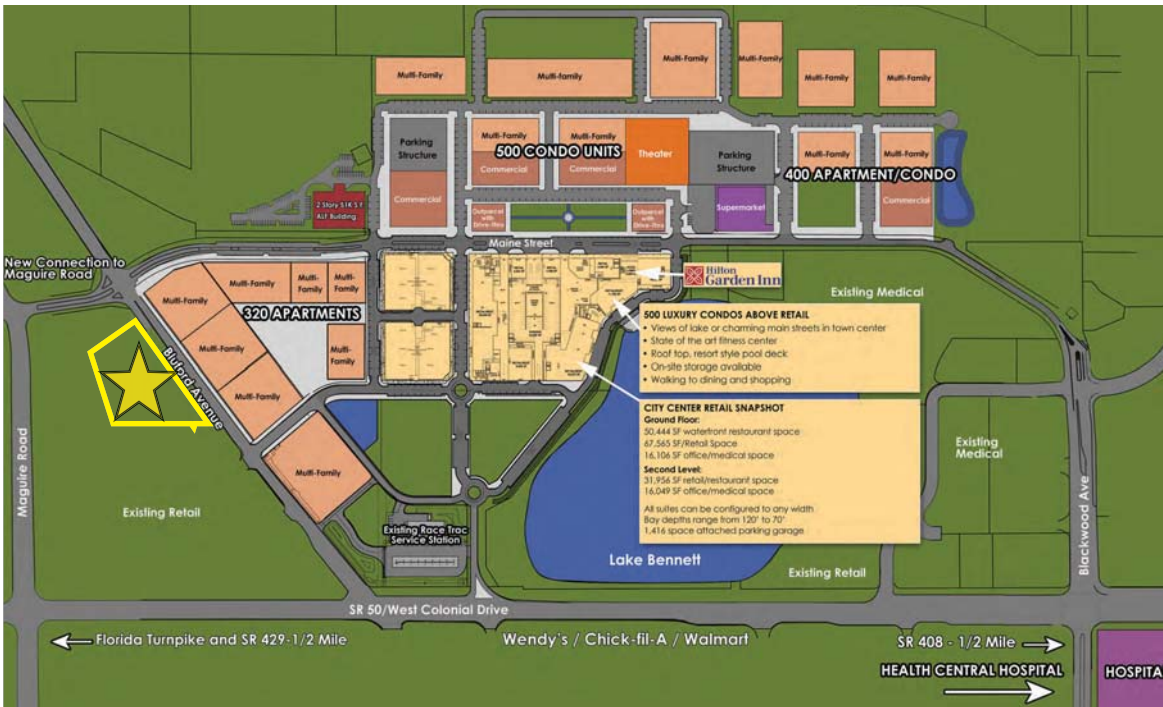 Multi-Family
Multi-Family
Multi-Family
Multi-Family
Multi-Family
Multi-Family
Parking
Structure
Multi-Family
Commercial
Multi-Family
Commercial
500 CONDO UNITS
Theater
Parking
Structure
Multi-Family
400 APARTMENT/CONDO
Multi-Family
Commercial
Commercial
Supermarket
2 Story 51K S.F.
ALF Building
Outparcel
with
Drive-Thru
Outparcel
with
Drive-Thru
Maine Street
New Connection to
Maguire Road
Multi-Family
Multi-Family
Multi-
Family
Multi-
Family
320 APARTMENTS
Multi-Family
Multi-
Family
Multi-Family
Bluford Avenue
Multi-Family
Hilton
Garden Inn
Existing Medical
500 LUXURY CONDOS ABOVE RETAIL
• Views of lake or charming main streets in town center
• State of the art fitness center
• Roof top, resort style pool deck
• On-site storage available
• Walking to dining and shopping
CITY CENTER RETAIL SNAPSHOT
Ground Floor:
50,444 SF waterfront restaurant space
67,565 SF/Retail Space
16,106 SF office/medical space
Second Level:
31,956 SF retail/restaurant space
16,049 SF office/medical space
All suites can be configured to any width
Bay depths range from 120" to 70"
1,416 space attached parking garage
Existing
Medical
Maguire Road
Existing Retail
Existing Race Trac
Service Station
Lake Bennett
Existing Retail
Blackwood Ave
SR 50/West Colonial Drive
Florida Turnpike and SR 429-1/2 Mile
Wendy's / Chick-fil-A / Walmart
SR 408 - 1/2 Mile
HEALTH CENTRAL HOSPITAL
HOSPITA